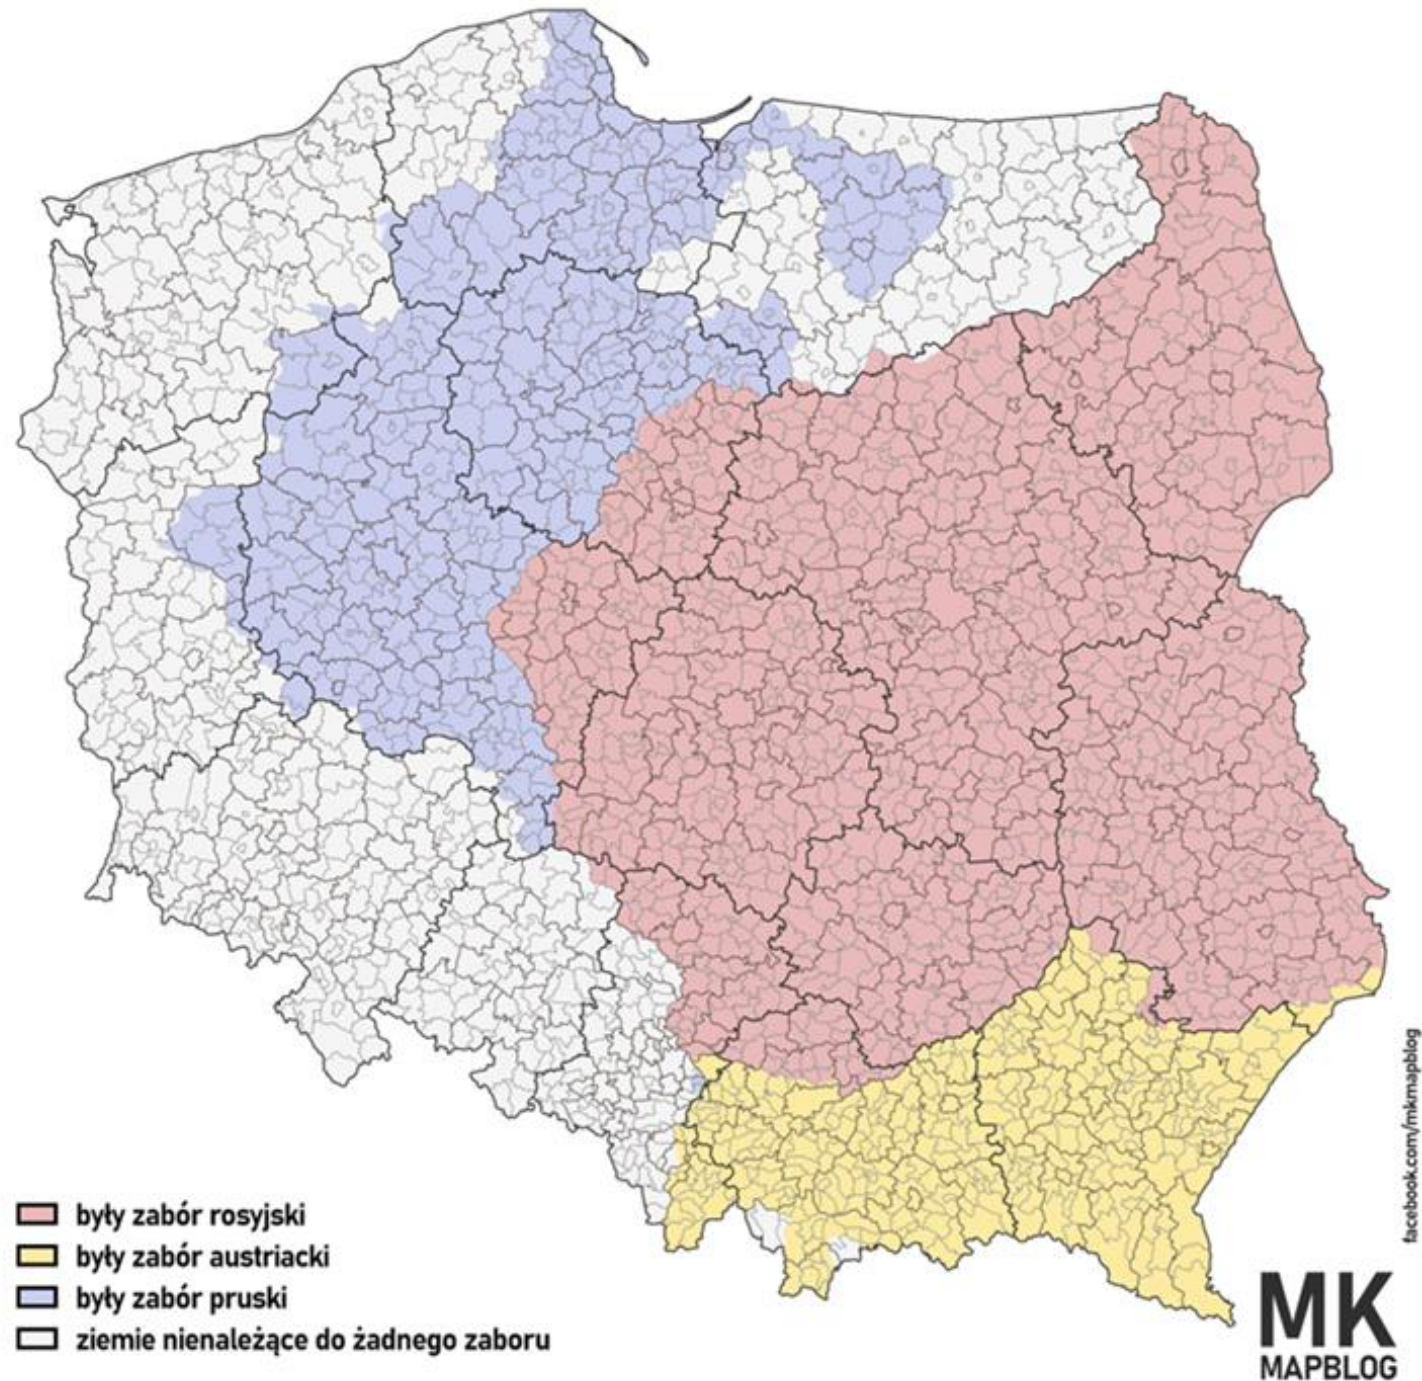 były zabór rosyjski
były zabór austriacki
były zabór pruski
ziemie nienależące do żadnego zaboru
facebook.com/mkmapblog
MK
MAPBLOG